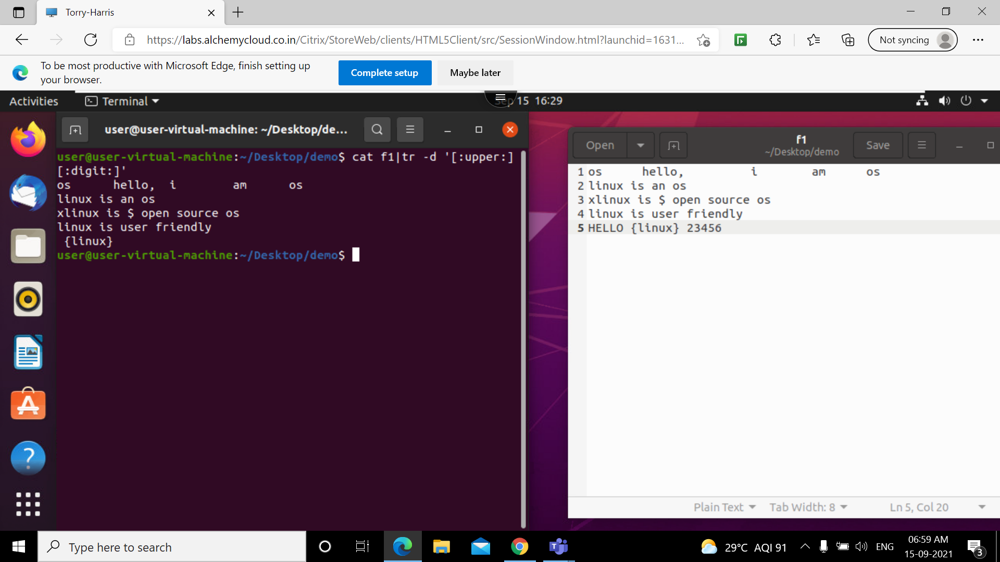 Torry-Harris
https://labs.alchemycloud.co.in/Citrix/StoreWeb/clients/HTML5Client/src/SessionWindow.html?launchid=1631...
Not syncing
To be most productive with Microsoft Edge, finish setting up
your browser.
Complete setup
Maybe later
Activities
Terminal
Sep 15 16:29
user@user-virtual-machine: ~/Desktop/de...
user@user-virtual-machine:~/Desktop/demo$ cat f1|tr -d '[:upper:]
[:digit:]'
os hello, i am os
linux is an os
xlinux is $ open source os
linux is user friendly
{linux}
user@user-virtual-machine:~/Desktop/demo$
Open
f1
~/Desktop/demo
Save
1 os hello, i am os
2 linux is an os
3 xlinux is $ open source os
4 linux is user friendly
5 HELLO {linux} 23456
Plain Text
Tab Width: 8
Ln 5, Col 20
Type here to search
29°C AQI 91
ENG
06:59 AM
15-09-2021
3